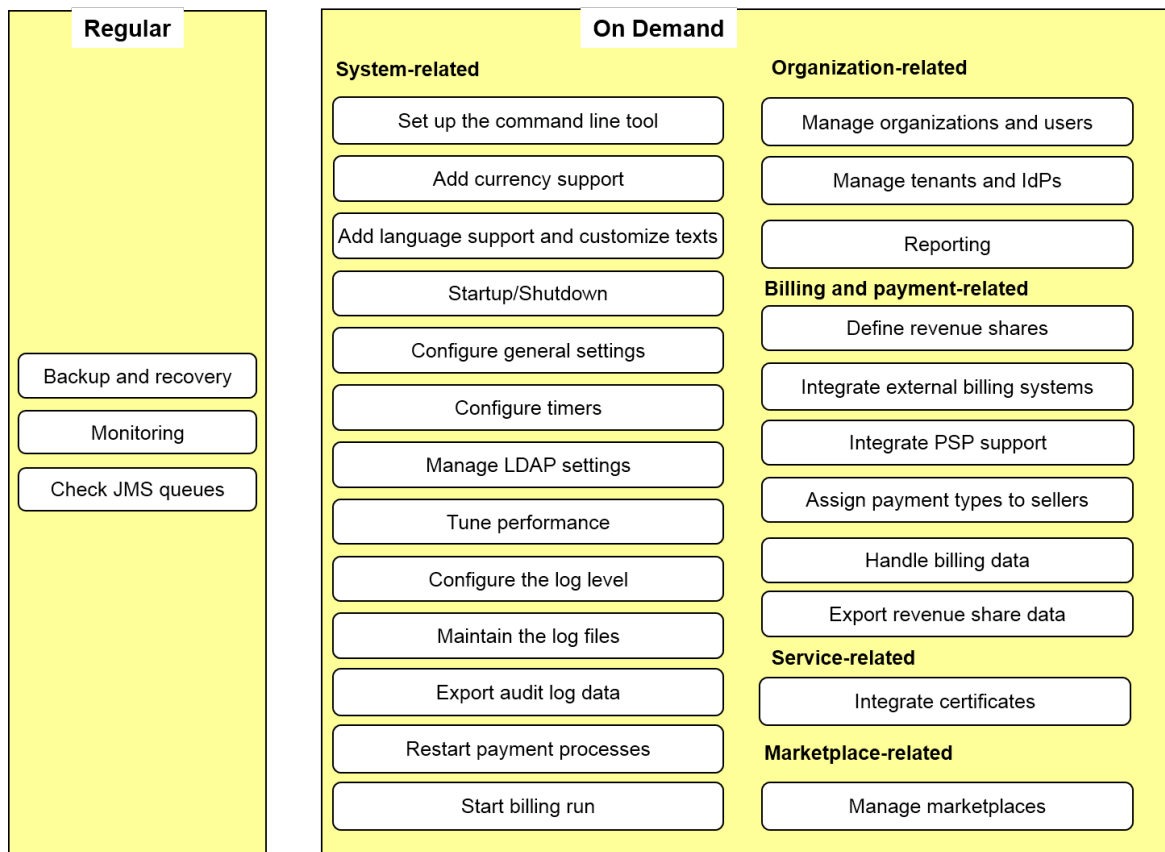 Regular
Backup and recovery
Monitoring
Check JMS queues
On Demand
System-related
Set up the command line tool
Add currency support
Add language support and customize texts
Startup/Shutdown
Configure general settings
Configure timers
Manage LDAP settings
Tune performance
Configure the log level
Maintain the log files
Export audit log data
Restart payment processes
Start billing run
Organization-related
Manage organizations and users
Manage tenants and IdPs
Reporting
Billing and payment-related
Define revenue shares
Integrate external billing systems
Integrate PSP support
Assign payment types to sellers
Handle billing data
Export revenue share data
Service-related
Integrate certificates
Marketplace-related
Manage marketplaces